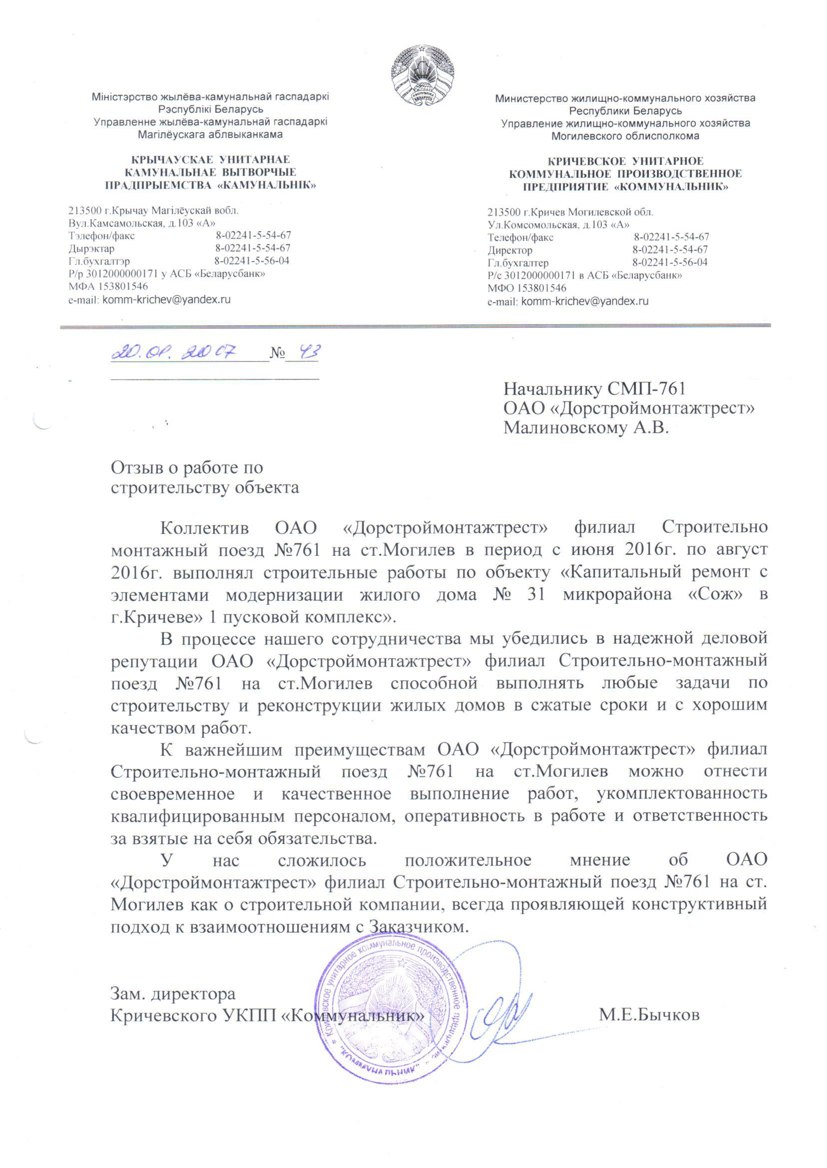 Міністэрство жылёва-камунальнай гаспадаркі
Рэспублікі Беларусь
Управленне жылёва-камунальнай гаспадаркі
Магілёускага аблвыканкама
КРЫЧАУСКАЕ УНИТАРНАЕ
КАМУНАЛЬНАЕ ВЫТВОРЧЫЕ
ПРАДПРЫЕМСТВА «КАМУНАЛЬНІК»
213500 г.Крычау Магілёускай вобл.
Вул.Камсамольская, д.103 «А»
Тэлефон/факс 8-02241-5-54-67
Дырэктар 8-02241-5-54-67
Гл.бухгалтэр 8-02241-5-56-04
Р/р 3012000000171 у АСБ «Беларусбанк»
МФА 153801546
e-mail: komm-krichev@yandex.ru
Министерство жилищно-коммунального хозяйства
Республики Беларусь
Управление жилищно-коммунального хозяйства
Могилевского облисполкома
КРИЧЕВСКОЕ УНИТАРНОЕ
КОММУНАЛЬНОЕ ПРОИЗВОДСТВЕННОЕ
ПРЕДПРИЯТИЕ «КОММУНАЛЬНИК»
213500 г.Кричев Могилевской обл.
Ул.Комсомольская, д.103 «А»
Телефон/факс 8-02241-5-54-67
Директор 8-02241-5-54-67
Гл.бухгалтер 8-02241-5-56-04
Р/с 3012000000171 в АСБ «Беларусбанк»
МФО 153801546
e-mail: komm-krichev@yandex.ru
№ 43
Начальнику СМП-761
ОАО «Дорстроймонтажтрест»
Малиновскому А.В.
Отзыв о работе по
строительству объекта
Коллектив ОАО «Дорстроймонтажтрест» филиал Строительно
монтажный поезд №761 на ст.Могилев в период с июня 2016г. по август
2016г. выполнял строительные работы по объекту «Капитальный ремонт с
элементами модернизации жилого дома № 31 микрорайона «Сож» в
г.Кричеве» 1 пусковой комплекс».
В процессе нашего сотрудничества мы убедились в надежной деловой
репутации ОАО «Дорстроймонтажтрест» филиал Строительно-монтажный
поезд №761 на ст.Могилев способной выполнять любые задачи по
строительству и реконструкции жилых домов в сжатые сроки и с хорошим
качеством работ.
К важнейшим преимуществам ОАО «Дорстроймонтажтрест» филиал
Строительно-монтажный поезд №761 на ст.Могилев можно отнести
своевременное и качественное выполнение работ, укомплектованность
квалифицированным персоналом, оперативность в работе и ответственность
за взятые на себя обязательства.
У нас сложилось положительное мнение об ОАО
«Дорстроймонтажтрест» филиал Строительно-монтажный поезд №761 на ст.
Могилев как о строительной компании, всегда проявляющей конструктивный
подход к взаимоотношениям с Заказчиком.
Зам. директора
Кричевского УКПП «Коммунальник» М.Е.Бычков